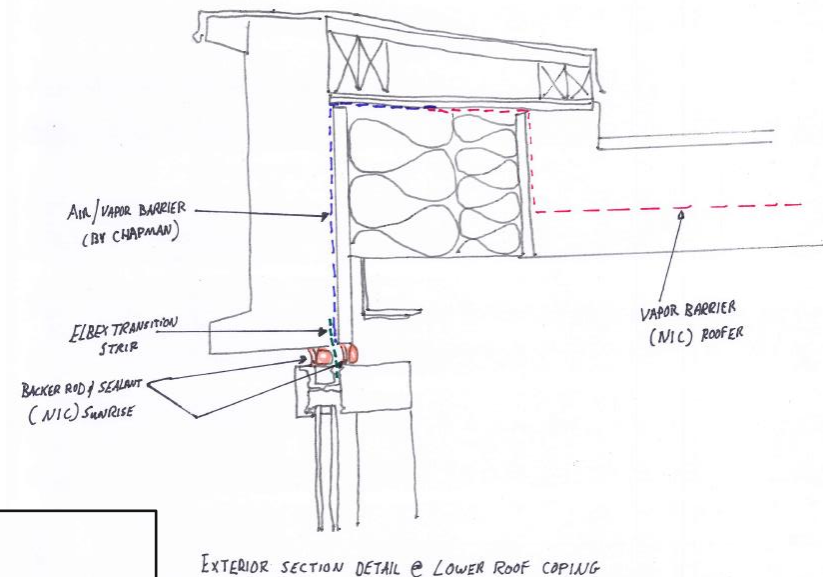 AIR/VAPOR BARRIER
(BY CHAPMAN)
ELBEX TRANSITION
STRIP
BACKER ROD & SEALANT
(NIC) SUNRISE
VAPOR BARRIER
(NIC) ROOFER
EXTERIOR SECTION DETAIL @ LOWER ROOF COPING